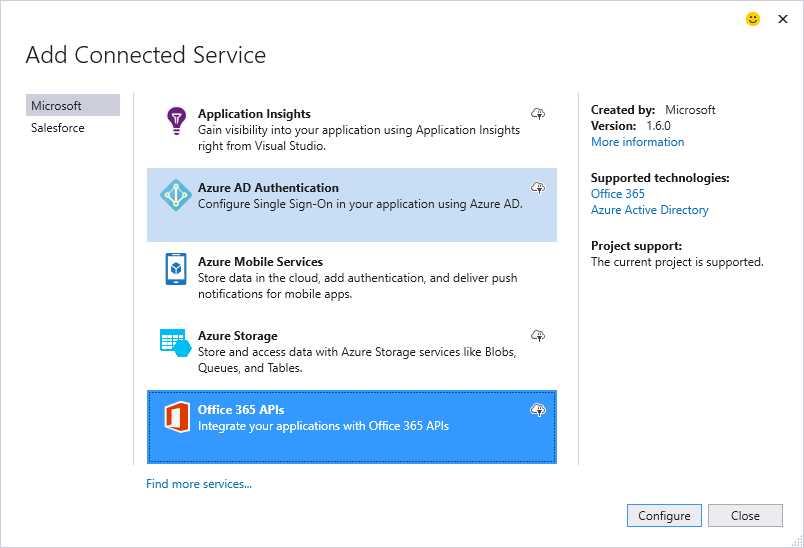 Add Connected Service
Microsoft
Salesforce
Application Insights
Gain visibility into your application using Application Insights
right from Visual Studio.
Azure AD Authentication
Configure Single Sign-On in your application using Azure AD.
Azure Mobile Services
Store data in the cloud, add authentication, and deliver push
notifications for mobile apps.
Azure Storage
Store and access data with Azure Storage services like Blobs,
Queues, and Tables.
Office 365 APIs
Integrate your applications with Office 365 APIs
Find more services...
Created by: Microsoft
Version: 1.6.0
More information
Supported technologies:
Office 365
Azure Active Directory
Project support:
The current project is supported.
Configure
Close